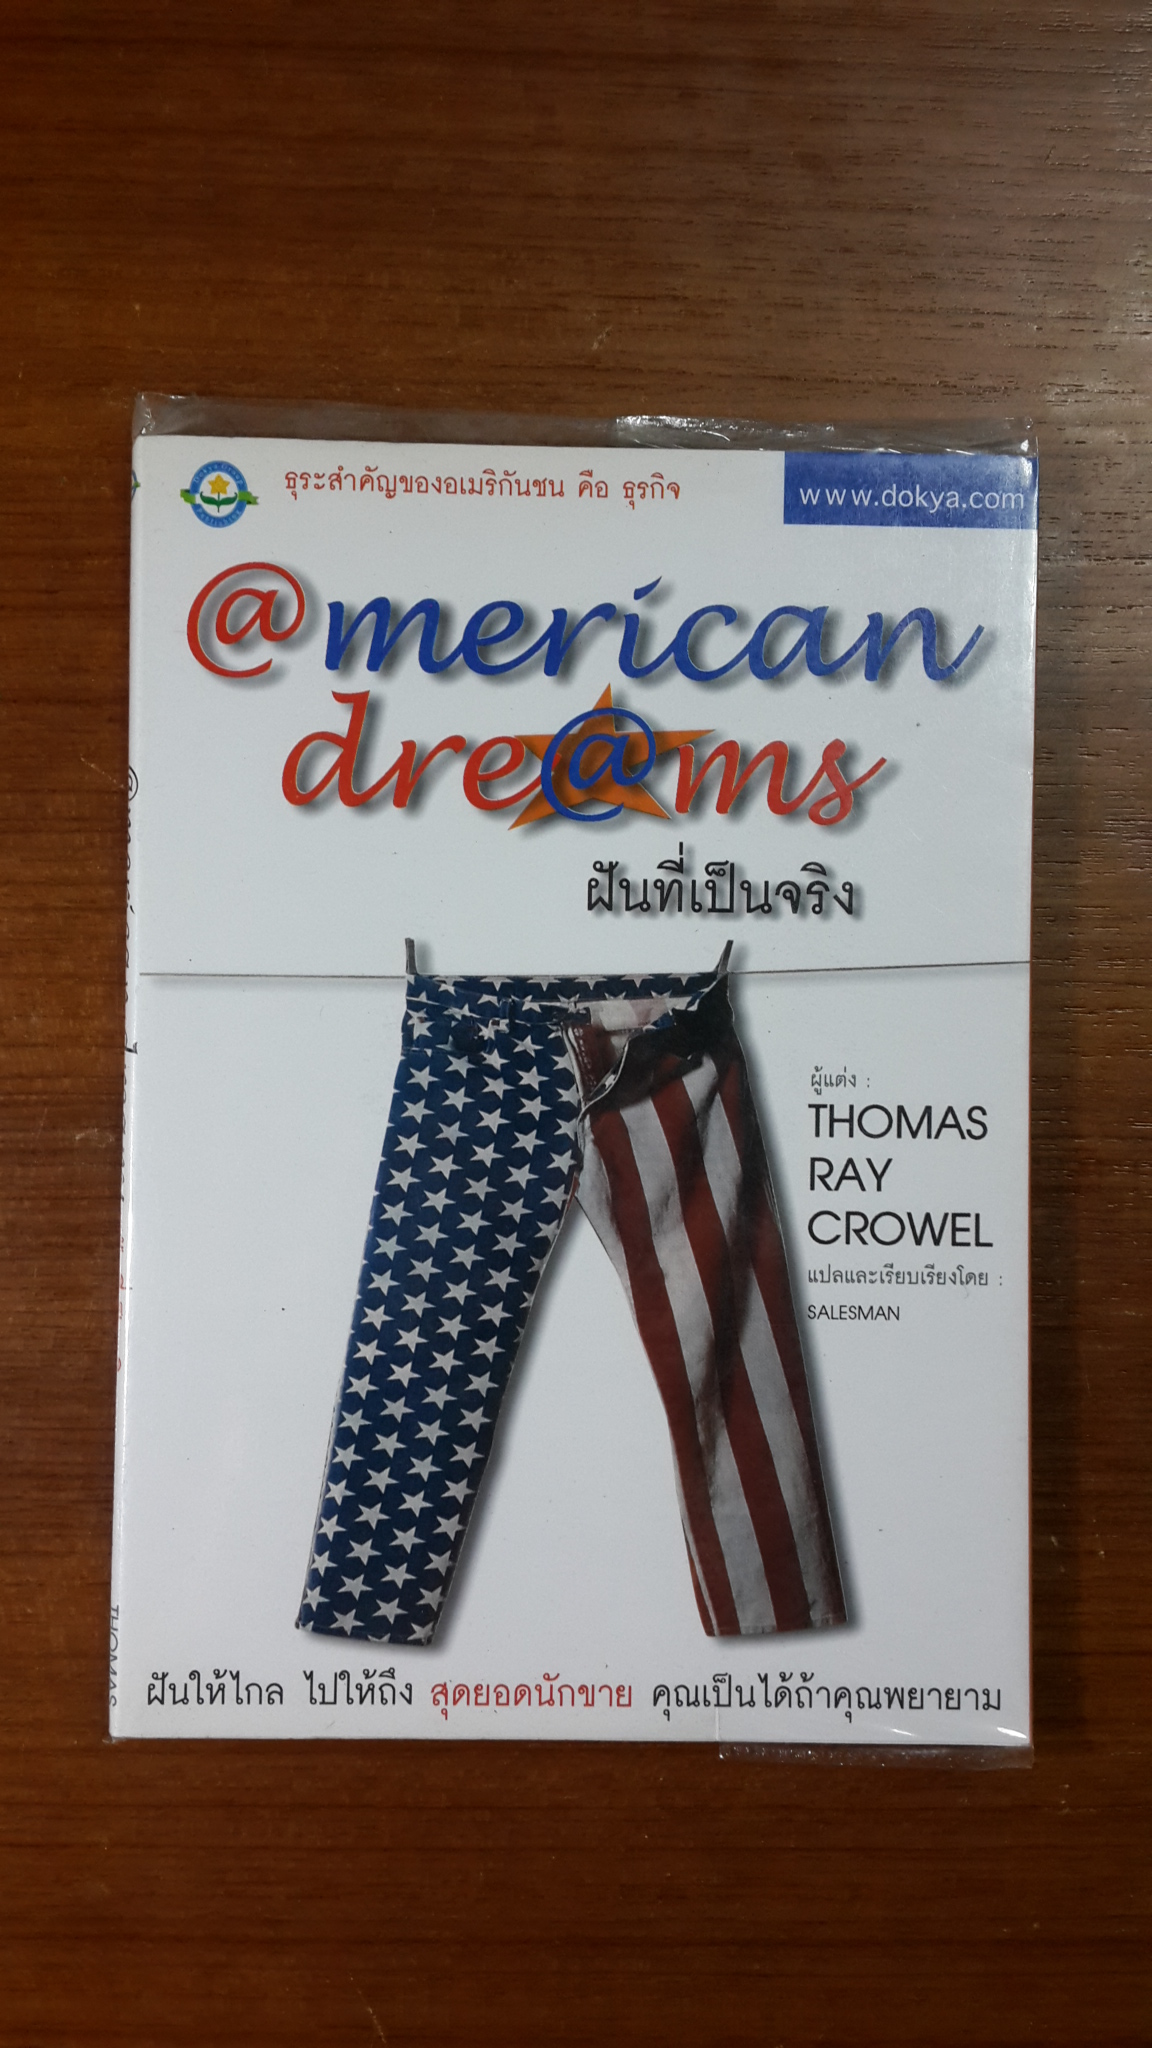 ธุระสำคัญของอเมริกันชน คือ ธุรกิจ
www.dokya.com
@merican
dre@ms
ฝันที่เป็นจริง
ผู้แต่ง :
THOMAS
RAY
CROWEL
แปลและเรียบเรียงโดย :
SALESMAN
ฝันให้ไกล ไปให้ถึง สุดยอดนักขาย คุณเป็นได้ถ้าคุณพยายาม
THOMAS